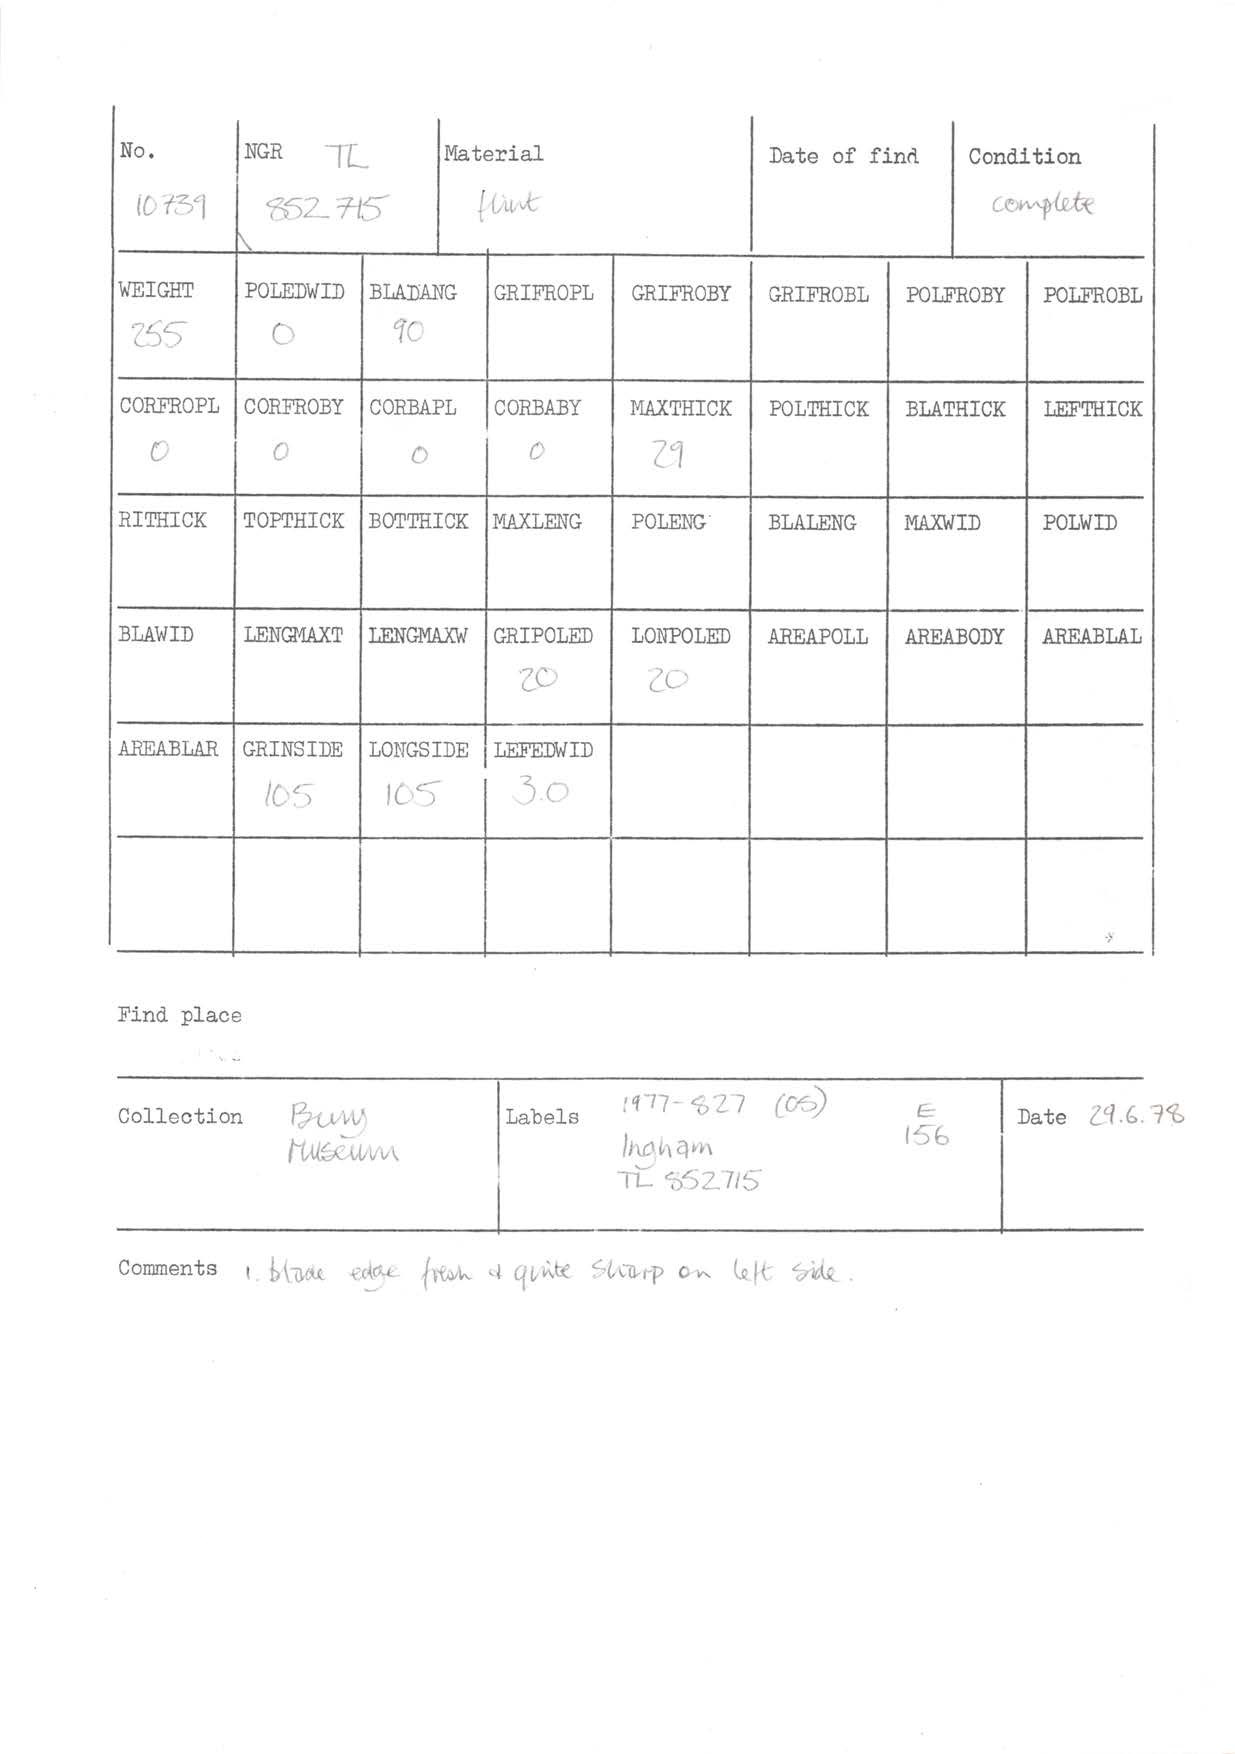 No. NGR TL Material Date of find Condition
10739 852 715 flint complete
WEIGHT POLEDWID BLADANG GRIFROPL GRIFROBY GRIFROBL POLFROBY POLFROBL
255 0 90
CORFROPL CORFROBY CORBAPL CORBABY MAXTHICK POLTHICK BLATHICK LEFTHICK
0 0 0 0 29
RITHICK TOPTHICK BOTTHICK MAXLENG POLENG BLALENG MAXWID POLWID
BLAWID LENGMAXT LENGMAXW GRIPOLED LONPOLED AREAPOLL AREABODY AREABLAL
20 20
AREABLAR GRINSIDE LONGSIDE LEFEDWID
105 105 3.0
Find place
Collection Bury Museum
Labels 1977-827 (OS) E 156
Ingham
TL 852715
Date 29.6.78
Comments 1. blade edge fresh & quite sharp on left side.